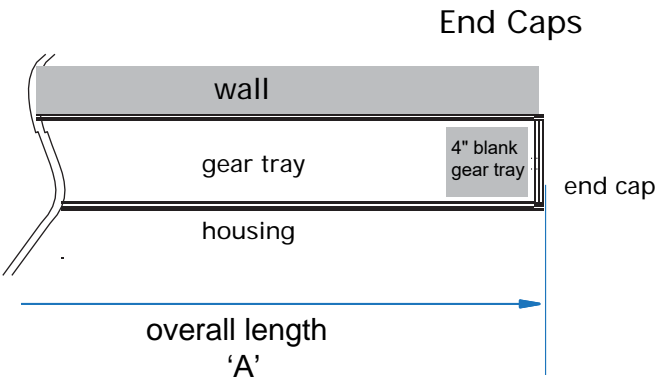 End Caps
wall
gear tray
4" blank
gear tray
end cap
housing
overall length
‘A’